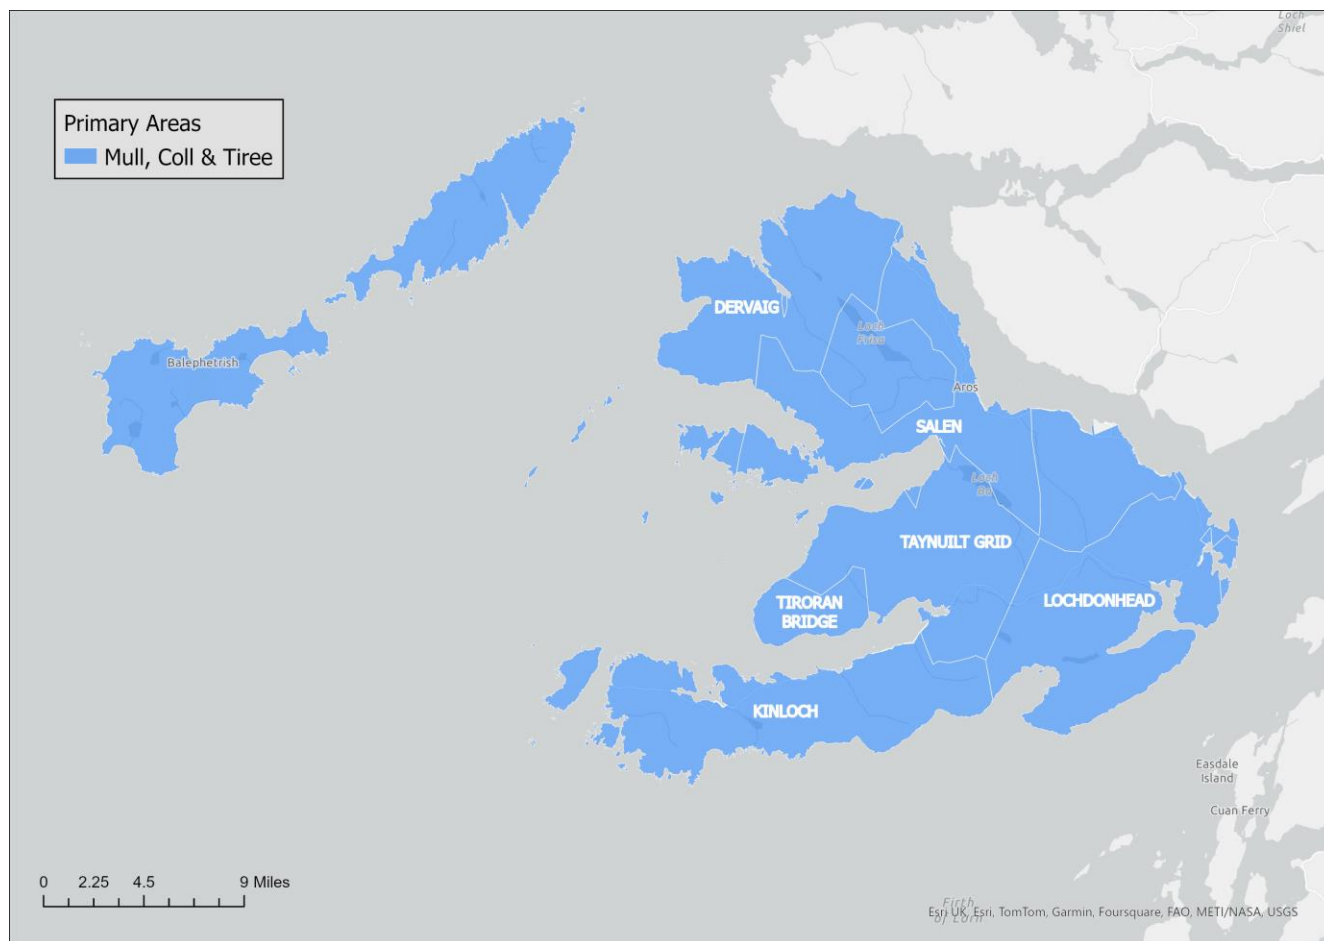 Loch
Shiel
Primary Areas
Mull, Coll & Tiree
DERVAIG
Loch
Frisa
Balephetrish
Aros
SALEN
Loch
Ba
TAYNUILT GRID
TIRORAN
BRIDGE
LOCHDONHEAD
KINLOCH
Easdale
Island
Cuan Ferry
0 2.25 4.5 9 Miles
Firth
of Lorn
Esri UK, Esri, TomTom, Garmin, Foursquare, FAO, METI/NASA, USGS